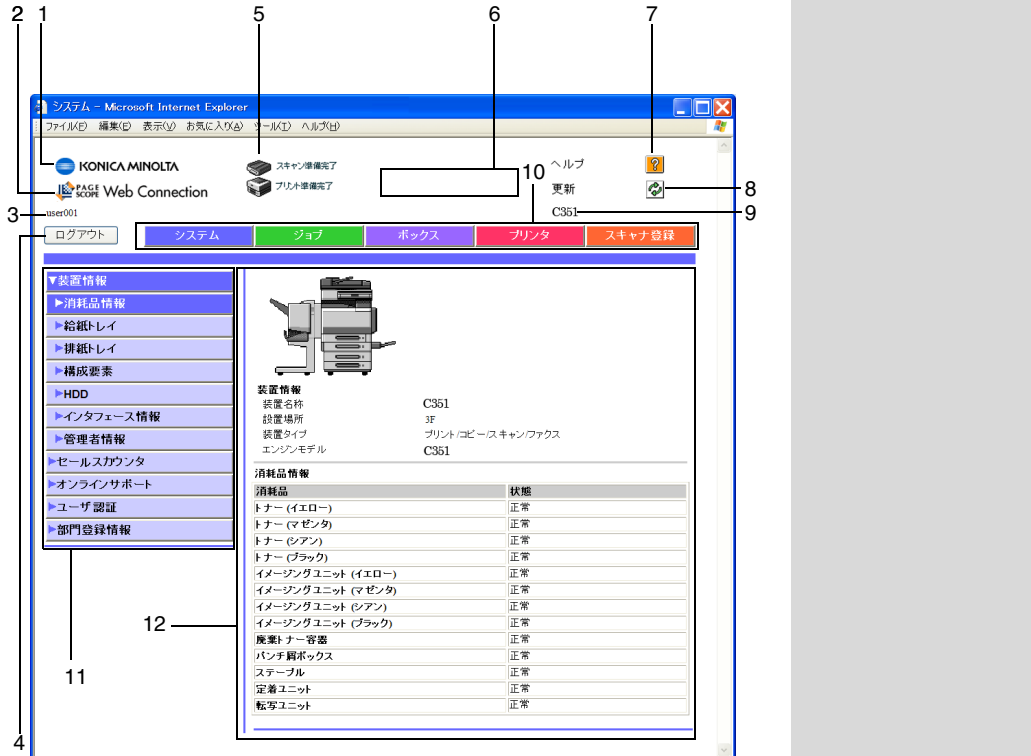 2 1 5 6 7
システム - Microsoft Internet Explorer
ファイル(F) 編集(E) 表示(V) お気に入り(A) ツール(T) ヘルプ(H)
KONICA MINOLTA
スキャン準備完了
ヘルプ
?
PAGE SCOPE Web Connection
プリント準備完了
10
更新
8
3
user001
C351
9
ログアウト
システム ジョブ ボックス プリンタ スキャナ登録
▼装置情報
▶消耗品情報
▶給紙トレイ
▶排紙トレイ
▶構成要素
▶HDD
▶インタフェース情報
▶管理者情報
▶セールスカウンタ
▶オンラインサポート
▶ユーザ認証
▶部門登録情報
11
4
装置情報
装置名称 C351
設置場所 3F
装置タイプ プリント/コピー/スキャン/ファクス
エンジンモデル C351
消耗品情報
消耗品 状態
トナー (イエロー) 正常
トナー (マゼンタ) 正常
トナー (シアン) 正常
トナー (ブラック) 正常
イメージングユニット (イエロー) 正常
イメージングユニット (マゼンタ) 正常
イメージングユニット (シアン) 正常
イメージングユニット (ブラック) 正常
12
廃棄トナー容器 正常
パンチ屑ボックス 正常
ステープル 正常
定着ユニット 正常
転写ユニット 正常